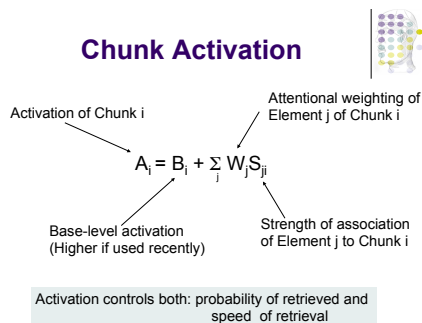 Chunk Activation
Attentional weighting of
Element j of Chunk i
Activation of Chunk i
Aᵢ = Bᵢ + Σⱼ WⱼSⱼᵢ
Base-level activation
(Higher if used recently)
Strength of association
of Element j to Chunk i
Activation controls both: probability of retrieved and
speed of retrieval